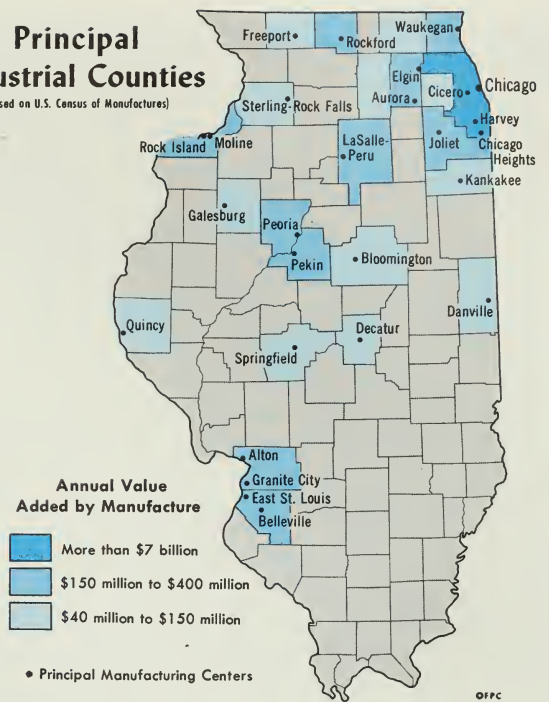 Principal
ustrial Counties
sed on U.S. Census of Manufactures)
Freeport
Rockford
Waukegan
Elgin
Aurora
Cicero
Chicago
Sterling-Rock Falls
Harvey
Joliet
Chicago
Heights
Rock Island
Moline
LaSalle-
Peru
Kankakee
Galesburg
Peoria
Pekin
Bloomington
Danville
Quincy
Springfield
Decatur
Alton
Granite City
East St. Louis
Belleville
Annual Value
Added by Manufacture
More than $7 billion
$150 million to $400 million
$40 million to $150 million
• Principal Manufacturing Centers
OFPC